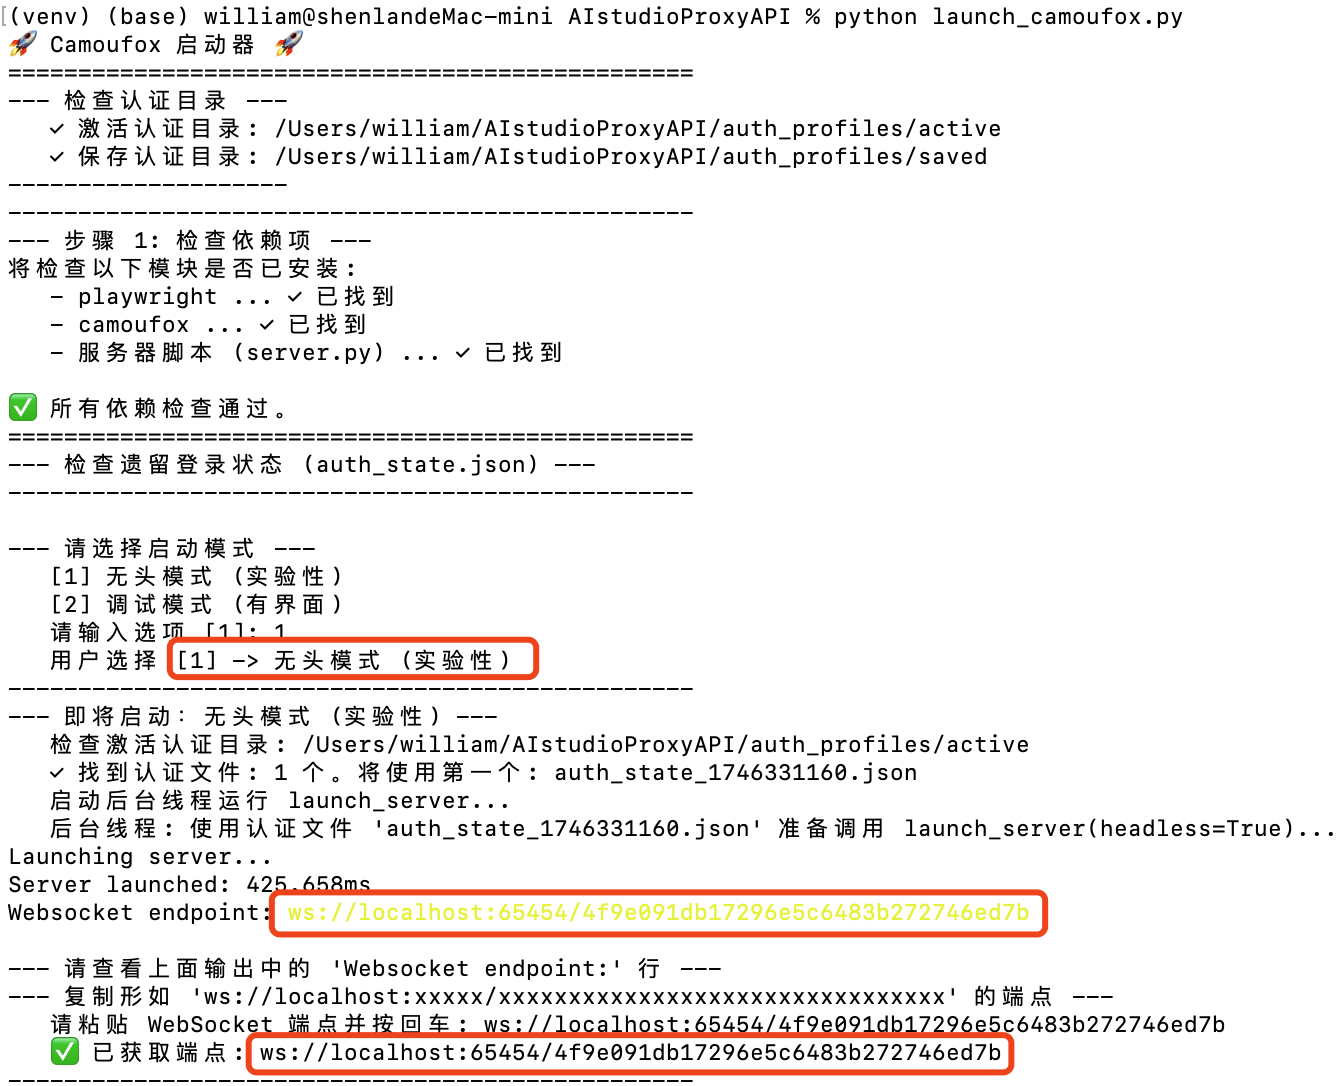 (venv) (base) william@shenlandeMac-mini AIstudioProxyAPI % python launch_camoufox.py
🚀 Camoufox 启动器 🚀
=================================================
--- 检查认证目录 ---
✓ 激活认证目录: /Users/william/AIstudioProxyAPI/auth_profiles/active
✓ 保存认证目录: /Users/william/AIstudioProxyAPI/auth_profiles/saved
--------------------
-------------------------------------------------
--- 步骤 1: 检查依赖项 ---
将检查以下模块是否已安装:
- playwright ... ✓ 已找到
- camoufox ... ✓ 已找到
- 服务器脚本 (server.py) ... ✓ 已找到
✅ 所有依赖检查通过。
=================================================
--- 检查遗留登录状态 (auth_state.json) ---
-------------------------------------------------
--- 请选择启动模式 ---
[1] 无头模式 (实验性)
[2] 调试模式 (有界面)
请输入选项 [1]: 1
用户选择 [1] -> 无头模式 (实验性)
-------------------------------------------------
--- 即将启动: 无头模式 (实验性) ---
检查激活认证目录: /Users/william/AIstudioProxyAPI/auth_profiles/active
✓ 找到认证文件: 1 个。将使用第一个: auth_state_1746331160.json
启动后台线程运行 launch_server...
后台线程: 使用认证文件 'auth_state_1746331160.json' 准备调用 launch_server(headless=True)...
Launching server...
Server launched: 425.658ms
Websocket endpoint: ws://localhost:65454/4f9e091db17296e5c6483b272746ed7b
--- 请查看上面输出中的 'Websocket endpoint:' 行 ---
--- 复制形如 'ws://localhost:xxxxx/xxxxxxxxxxxxxxxxxxxxxxxxxxxxxxxx' 的端点 ---
请粘贴 WebSocket 端点并按回车: ws://localhost:65454/4f9e091db17296e5c6483b272746ed7b
✅ 已获取端点: ws://localhost:65454/4f9e091db17296e5c6483b272746ed7b
-------------------------------------------------